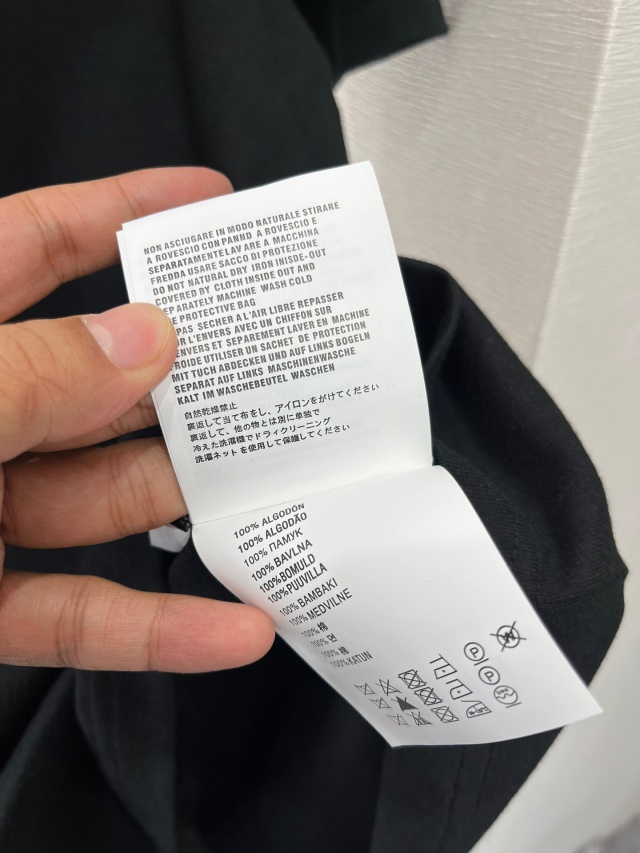 NON ASCIUGARE IN MODO NATURALE STIRARE
A ROVESCIO CON PANNO A ROVESCIO E
SEPARATAMENTE LAVARE A MACCHINA
FREDDA USARE SACCO DI PROTEZIONE
DO NOT NATURAL DRY IRON INISIDE-OUT
COVERED BY CLOTH INSIDE OUT AND
EPARATELY MACHINE WASH COLD
E PROTECTIVE BAG
PAS SECHER A L'AIR LIBRE REPASSER
R L'ENVERS AVEC UN CHIFFON SUR
ENVERS ET SEPAREMENT LAVER EN MACHINE
ROIDE UTILISER UN SACHET DE PROTECTION
MIT TUCH ABDECKEN UND AUF LINKS BOGELN
SEPARAT AUF LINKS MASCHINENWASCHE
KALT IM WASCHEBEUTEL WASCHEN
自然乾燥禁止
裏返して当て布をし、アイロンをがけてください
裏返して、他の物とは別に単独で
冷えた洗濯機でドライクリーニング
洗濯ネットを使用して保護してください
100% ALGODÓN
100% ALGODÃO
100% ПАМУК
100% BAVLNA
100%BOMULD
100%PUUVILLA
100% BAMBAKI
100% MEDVILNE
100% 棉
100% 면
100% 棉
100%KATUN
P
P